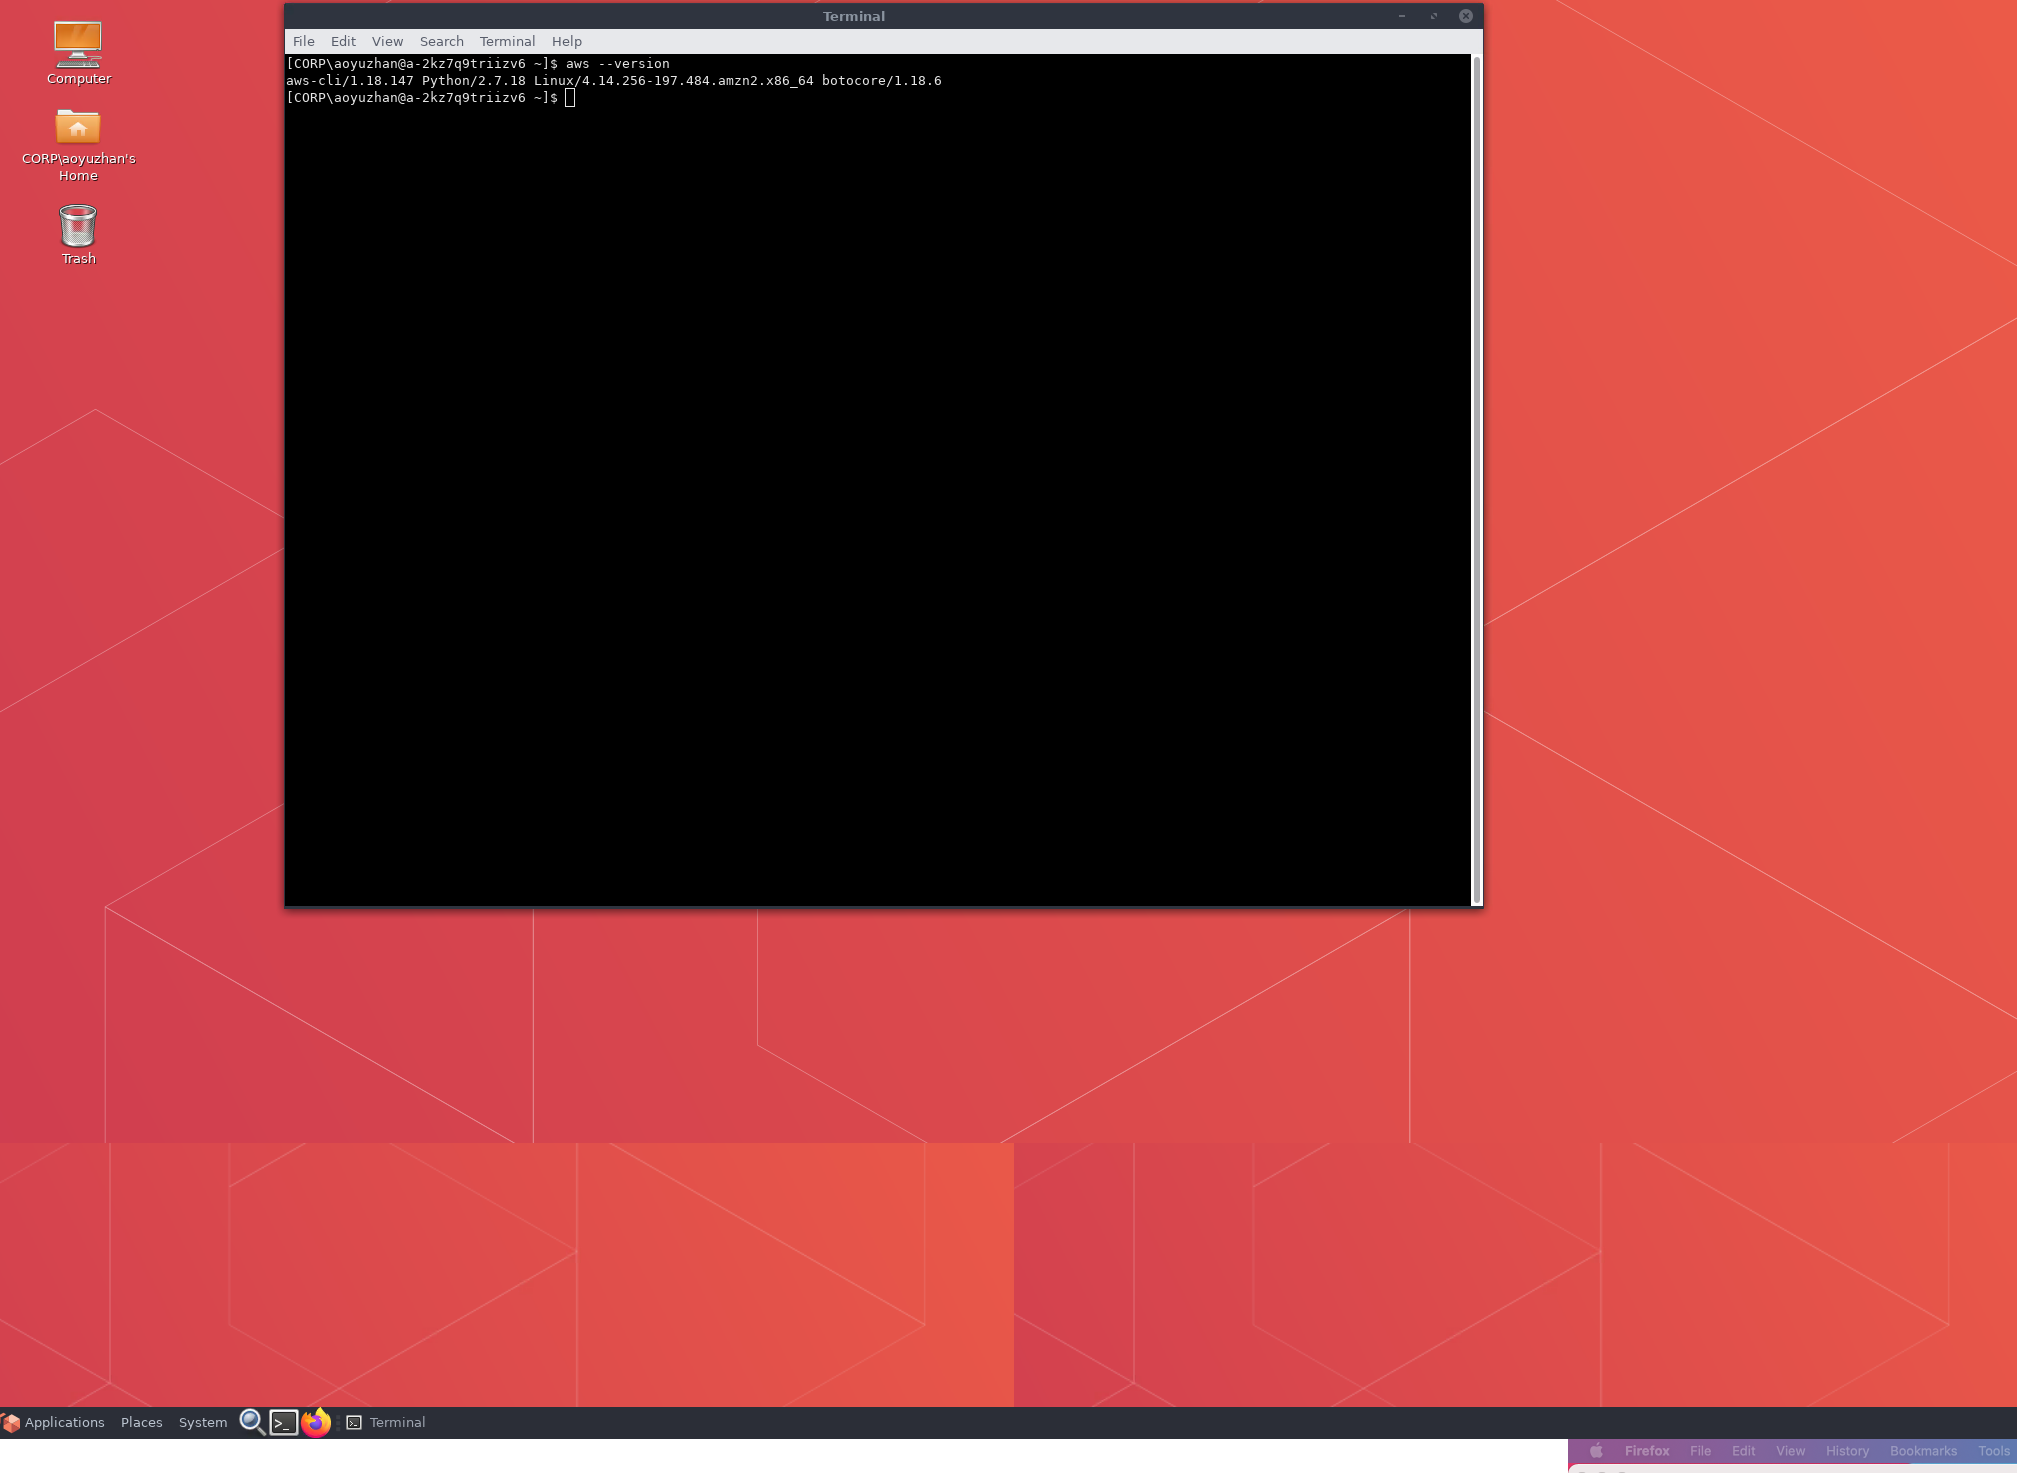 Terminal
File Edit View Search Terminal Help
[CORP\aoyuzhan@a-2kz7q9triizv6 ~]$ aws --version
aws-cli/1.18.147 Python/2.7.18 Linux/4.14.256-197.484.amzn2.x86_64 botocore/1.18.6
[CORP\aoyuzhan@a-2kz7q9triizv6 ~]$
Computer
CORP\aoyuzhan's
Home
Trash
Applications Places System Terminal
Firefox File Edit View History Bookmarks Tools